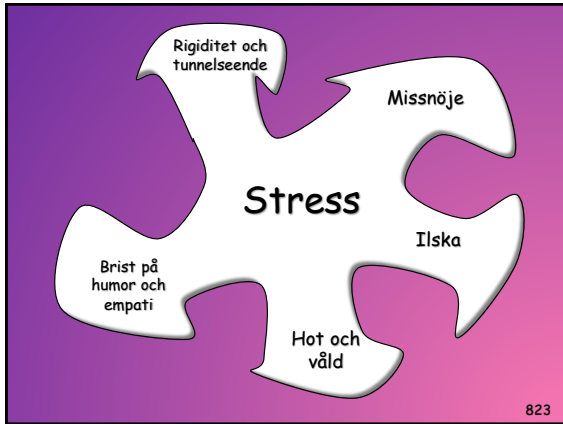 Rigiditet och
tunnelseende
Missnöje
Stress
Ilska
Brist på
humor och
empati
Hot och
våld
823